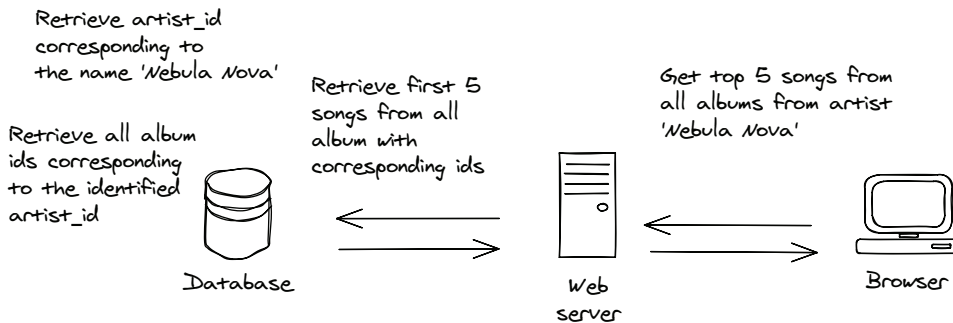 Retrieve artist_id
corresponding to
the name 'Nebula Nova'
Retrieve all album
ids corresponding
to the identified
artist_id
Retrieve first 5
songs from all
album with
corresponding ids
Get top 5 songs from
all albums from artist
'Nebula Nova'
Database
Web
server
Browser